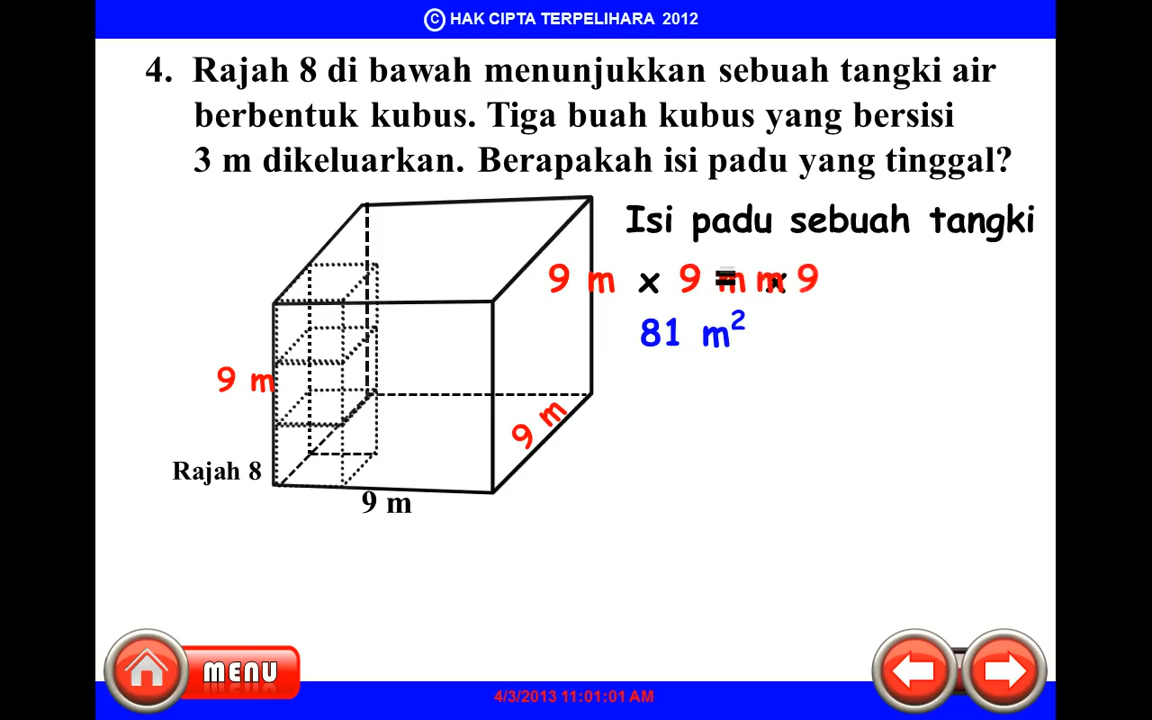 © HAK CIPTA TERPELIHARA 2012
4. Rajah 8 di bawah menunjukkan sebuah tangki air
berbentuk kubus. Tiga buah kubus yang bersisi
3 m dikeluarkan. Berapakah isi padu yang tinggal?
Isi padu sebuah tangki
9 m x 9 m = m x 9
81 m²
9 m
9 m
Rajah 8
9 m
MENU
4/3/2013 11:01:01 AM